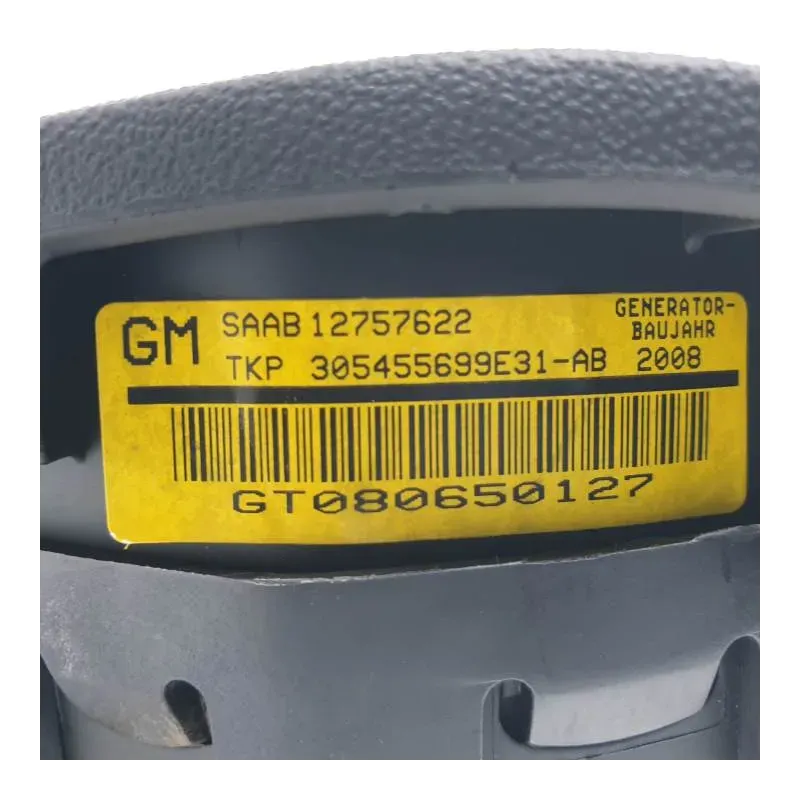 GM SAAB 12757622 GENERATOR-
BAUJAHR
TKP 305455699E31-AB 2008
GT080650127